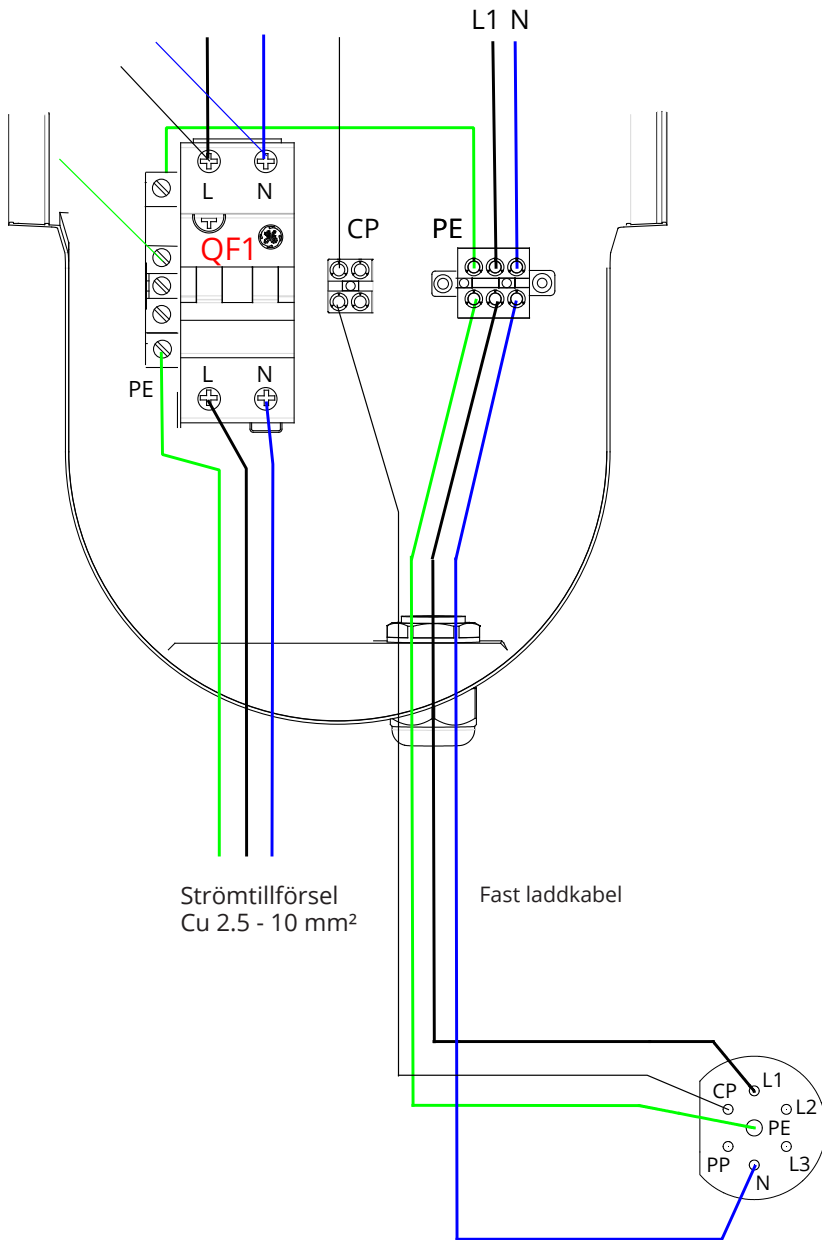 L1 N
L N
QF1
CP
PE
L N
PE
Strömtillförsel
Cu 2.5 - 10 mm²
Fast laddkabel
L1
CP
L2
PE
PP
L3
N